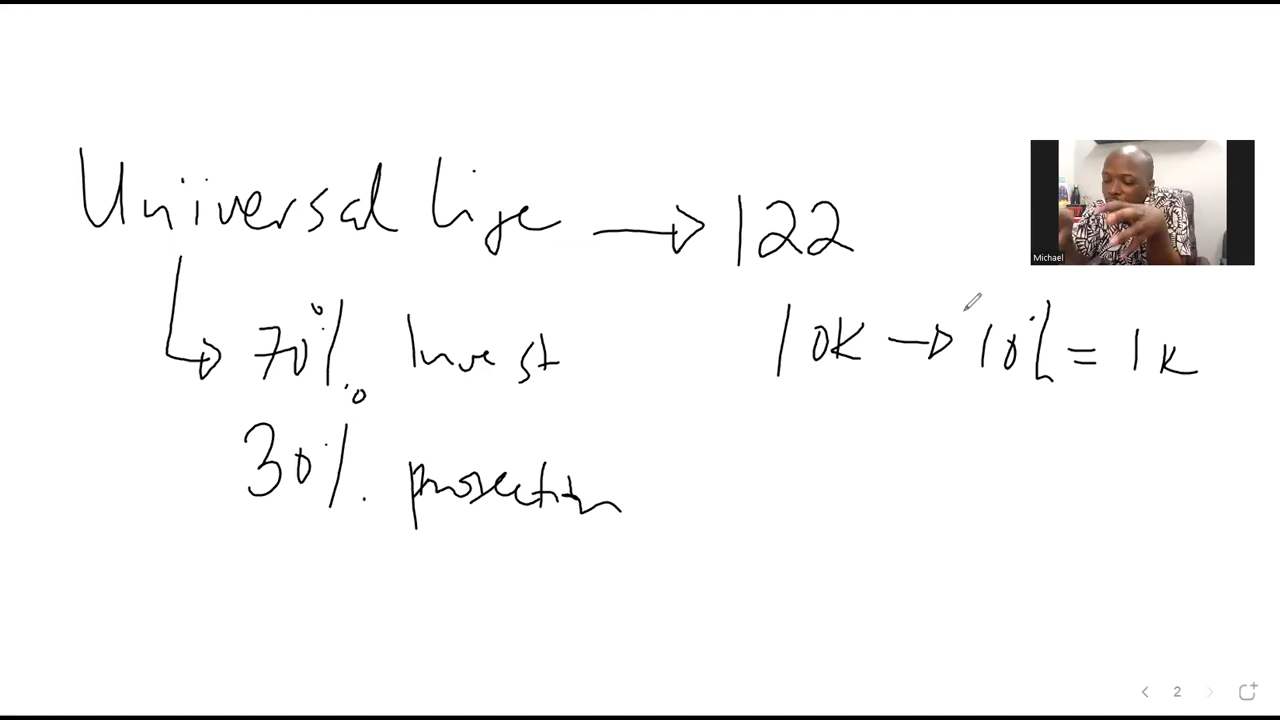 Universal Life → 122
70% Invest
30% protection
10K → 10% = 1K
Michael
2